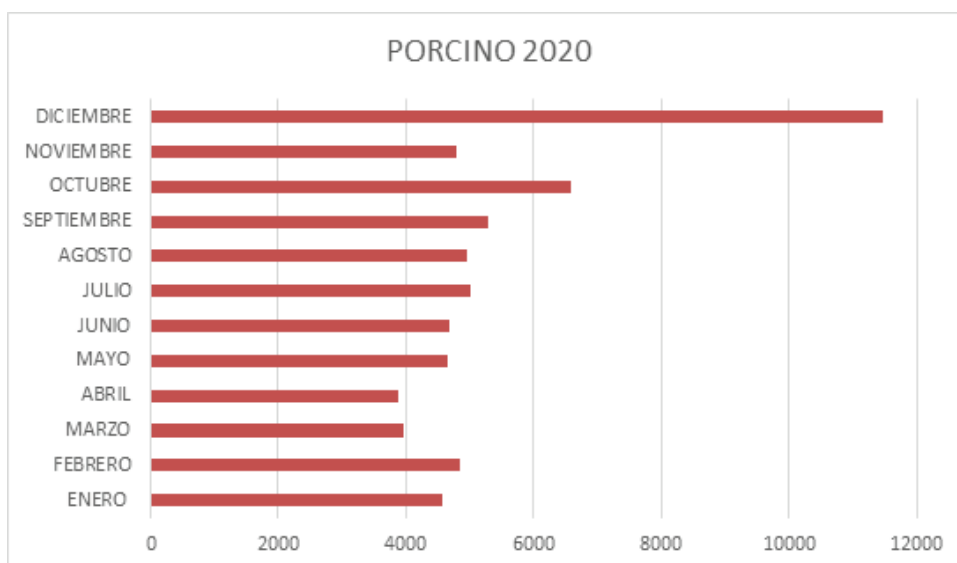 PORCINO 2020
DICIEMBRE
NOVIEMBRE
OCTUBRE
SEPTIEMBRE
AGOSTO
JULIO
JUNIO
MAYO
ABRIL
MARZO
FEBRERO
ENERO
0 2000 4000 6000 8000 10000 12000